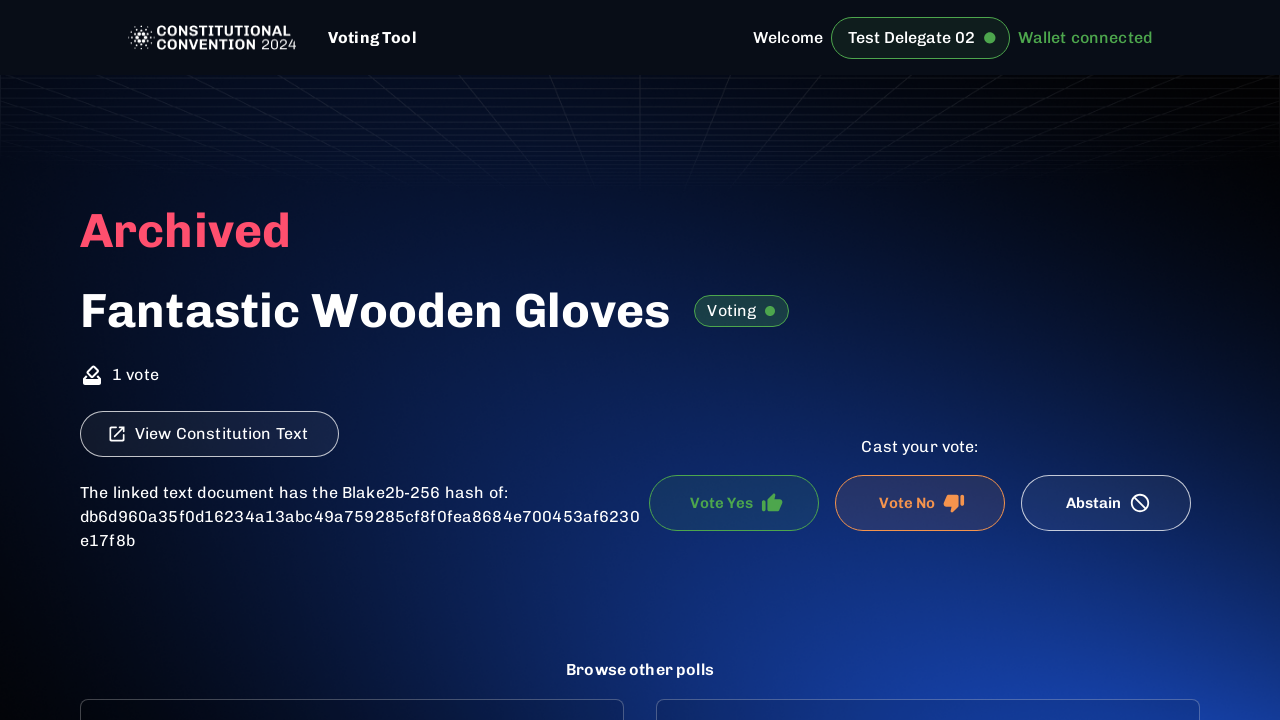 CONSTITUTIONAL
CONVENTION 2024
Voting Tool
Welcome
Test Delegate 02
Wallet connected
Archived
Fantastic Wooden Gloves
Voting
1 vote
View Constitution Text
The linked text document has the Blake2b-256 hash of:
db6d960a35f0d16234a13abc49a759285cf8f0fea8684e700453af6230
e17f8b
Cast your vote:
Vote Yes
Vote No
Abstain
Browse other polls